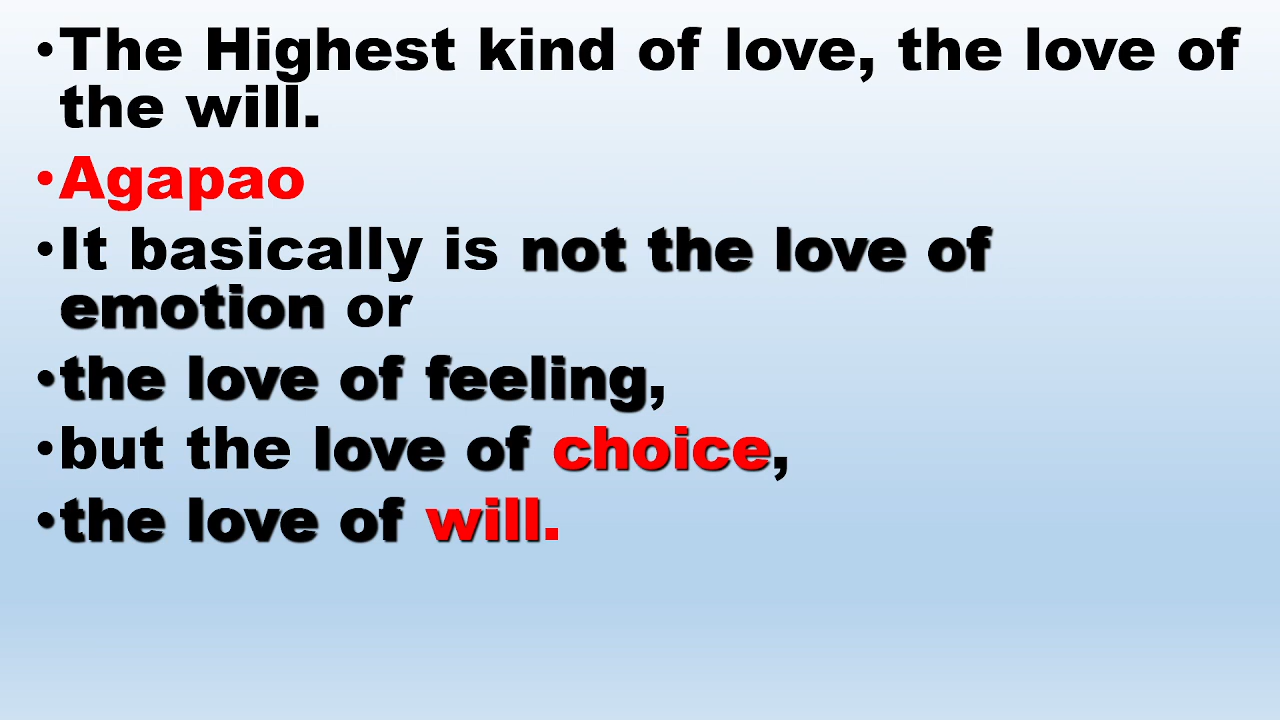 •The Highest kind of love, the love of
the will.
•Agapao
•It basically is not the love of
emotion or
•the love of feeling,
•but the love of choice,
•the love of will.